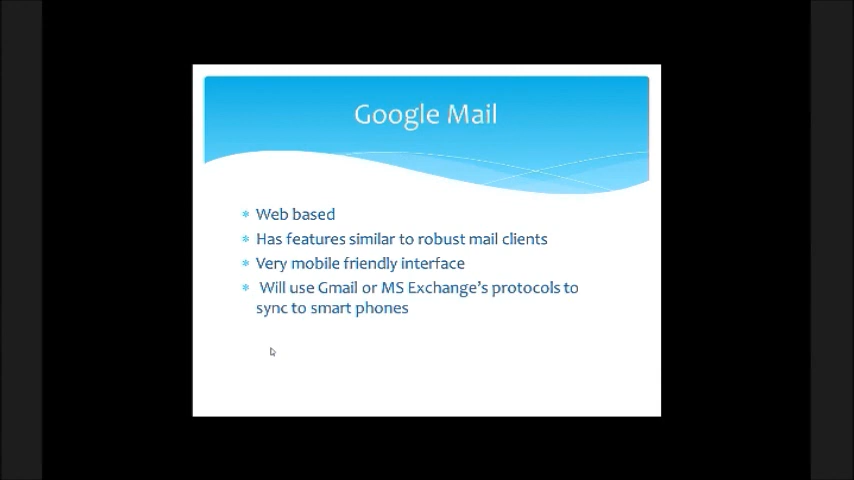 Google Mail
* Web based
* Has features similar to robust mail clients
* Very mobile friendly interface
* Will use Gmail or MS Exchange's protocols to
sync to smart phones